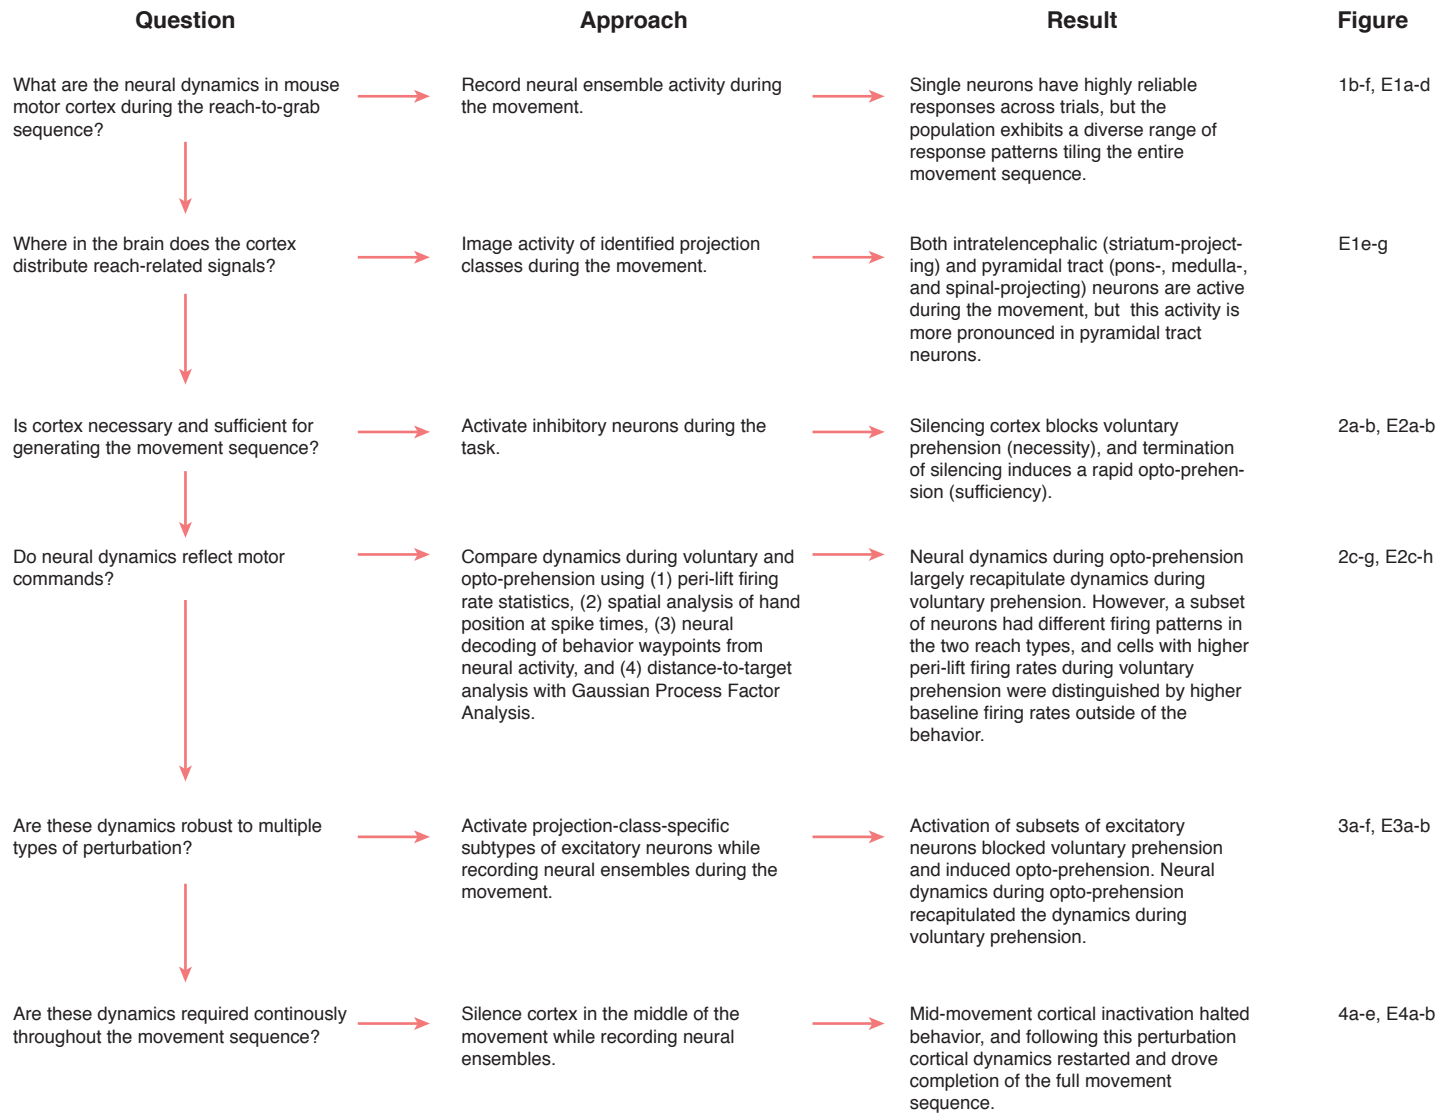 Question Approach Result Figure
What are the neural dynamics in mouse
motor cortex during the reach-to-grab
sequence?
Record neural ensemble activity during
the movement.
Single neurons have highly reliable
responses across trials, but the
population exhibits a diverse range of
response patterns tiling the entire
movement sequence.
1b-f, E1a-d
Where in the brain does the cortex
distribute reach-related signals?
Image activity of identified projection
classes during the movement.
Both intratelencephalic (striatum-project-
ing) and pyramidal tract (pons-, medulla-,
and spinal-projecting) neurons are active
during the movement, but this activity is
more pronounced in pyramidal tract
neurons.
E1e-g
Is cortex necessary and sufficient for
generating the movement sequence?
Activate inhibitory neurons during the
task.
Silencing cortex blocks voluntary
prehension (necessity), and termination
of silencing induces a rapid opto-prehen-
sion (sufficiency).
2a-b, E2a-b
Do neural dynamics reflect motor
commands?
Compare dynamics during voluntary and
opto-prehension using (1) peri-lift firing
rate statistics, (2) spatial analysis of hand
position at spike times, (3) neural
decoding of behavior waypoints from
neural activity, and (4) distance-to-target
analysis with Gaussian Process Factor
Analysis.
Neural dynamics during opto-prehension
largely recapitulate dynamics during
voluntary prehension. However, a subset
of neurons had different firing patterns in
the two reach types, and cells with higher
peri-lift firing rates during voluntary
prehension were distinguished by higher
baseline firing rates outside of the
behavior.
2c-g, E2c-h
Are these dynamics robust to multiple
types of perturbation?
Activate projection-class-specific
subtypes of excitatory neurons while
recording neural ensembles during the
movement.
Activation of subsets of excitatory
neurons blocked voluntary prehension
and induced opto-prehension. Neural
dynamics during opto-prehension
recapitulated the dynamics during
voluntary prehension.
3a-f, E3a-b
Are these dynamics required continously
throughout the movement sequence?
Silence cortex in the middle of the
movement while recording neural
ensembles.
Mid-movement cortical inactivation halted
behavior, and following this perturbation
cortical dynamics restarted and drove
completion of the full movement
sequence.
4a-e, E4a-b